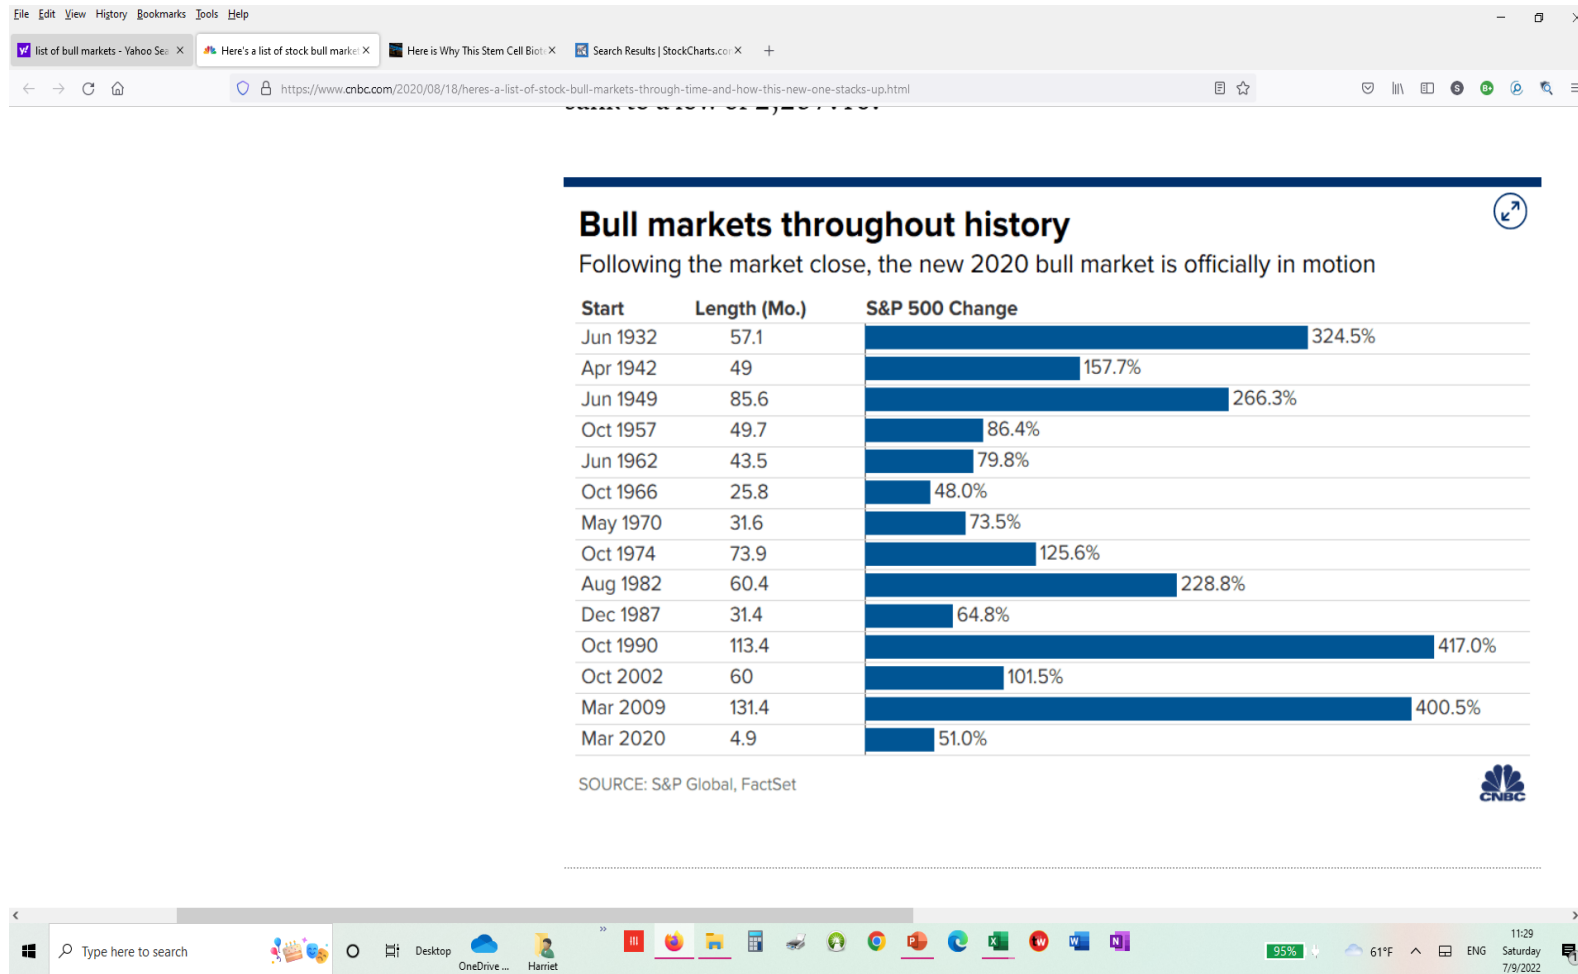 File Edit View History Bookmarks Tools Help
list of bull markets - Yahoo Sea
Here's a list of stock bull market
Here is Why This Stem Cell Biot
Search Results | StockCharts.co
https://www.cnbc.com/2020/08/18/heres-a-list-of-stock-bull-markets-through-time-and-how-this-new-one-stacks-up.html
Bull markets throughout history
Following the market close, the new 2020 bull market is officially in motion
Start Length (Mo.) S&P 500 Change
Jun 1932 57.1 324.5%
Apr 1942 49 157.7%
Jun 1949 85.6 266.3%
Oct 1957 49.7 86.4%
Jun 1962 43.5 79.8%
Oct 1966 25.8 48.0%
May 1970 31.6 73.5%
Oct 1974 73.9 125.6%
Aug 1982 60.4 228.8%
Dec 1987 31.4 64.8%
Oct 1990 113.4 417.0%
Oct 2002 60 101.5%
Mar 2009 131.4 400.5%
Mar 2020 4.9 51.0%
SOURCE: S&P Global, FactSet
CNBC
Type here to search
Desktop
OneDrive ...
Harriet
95%
61°F
ENG
11:29
Saturday
7/9/2022